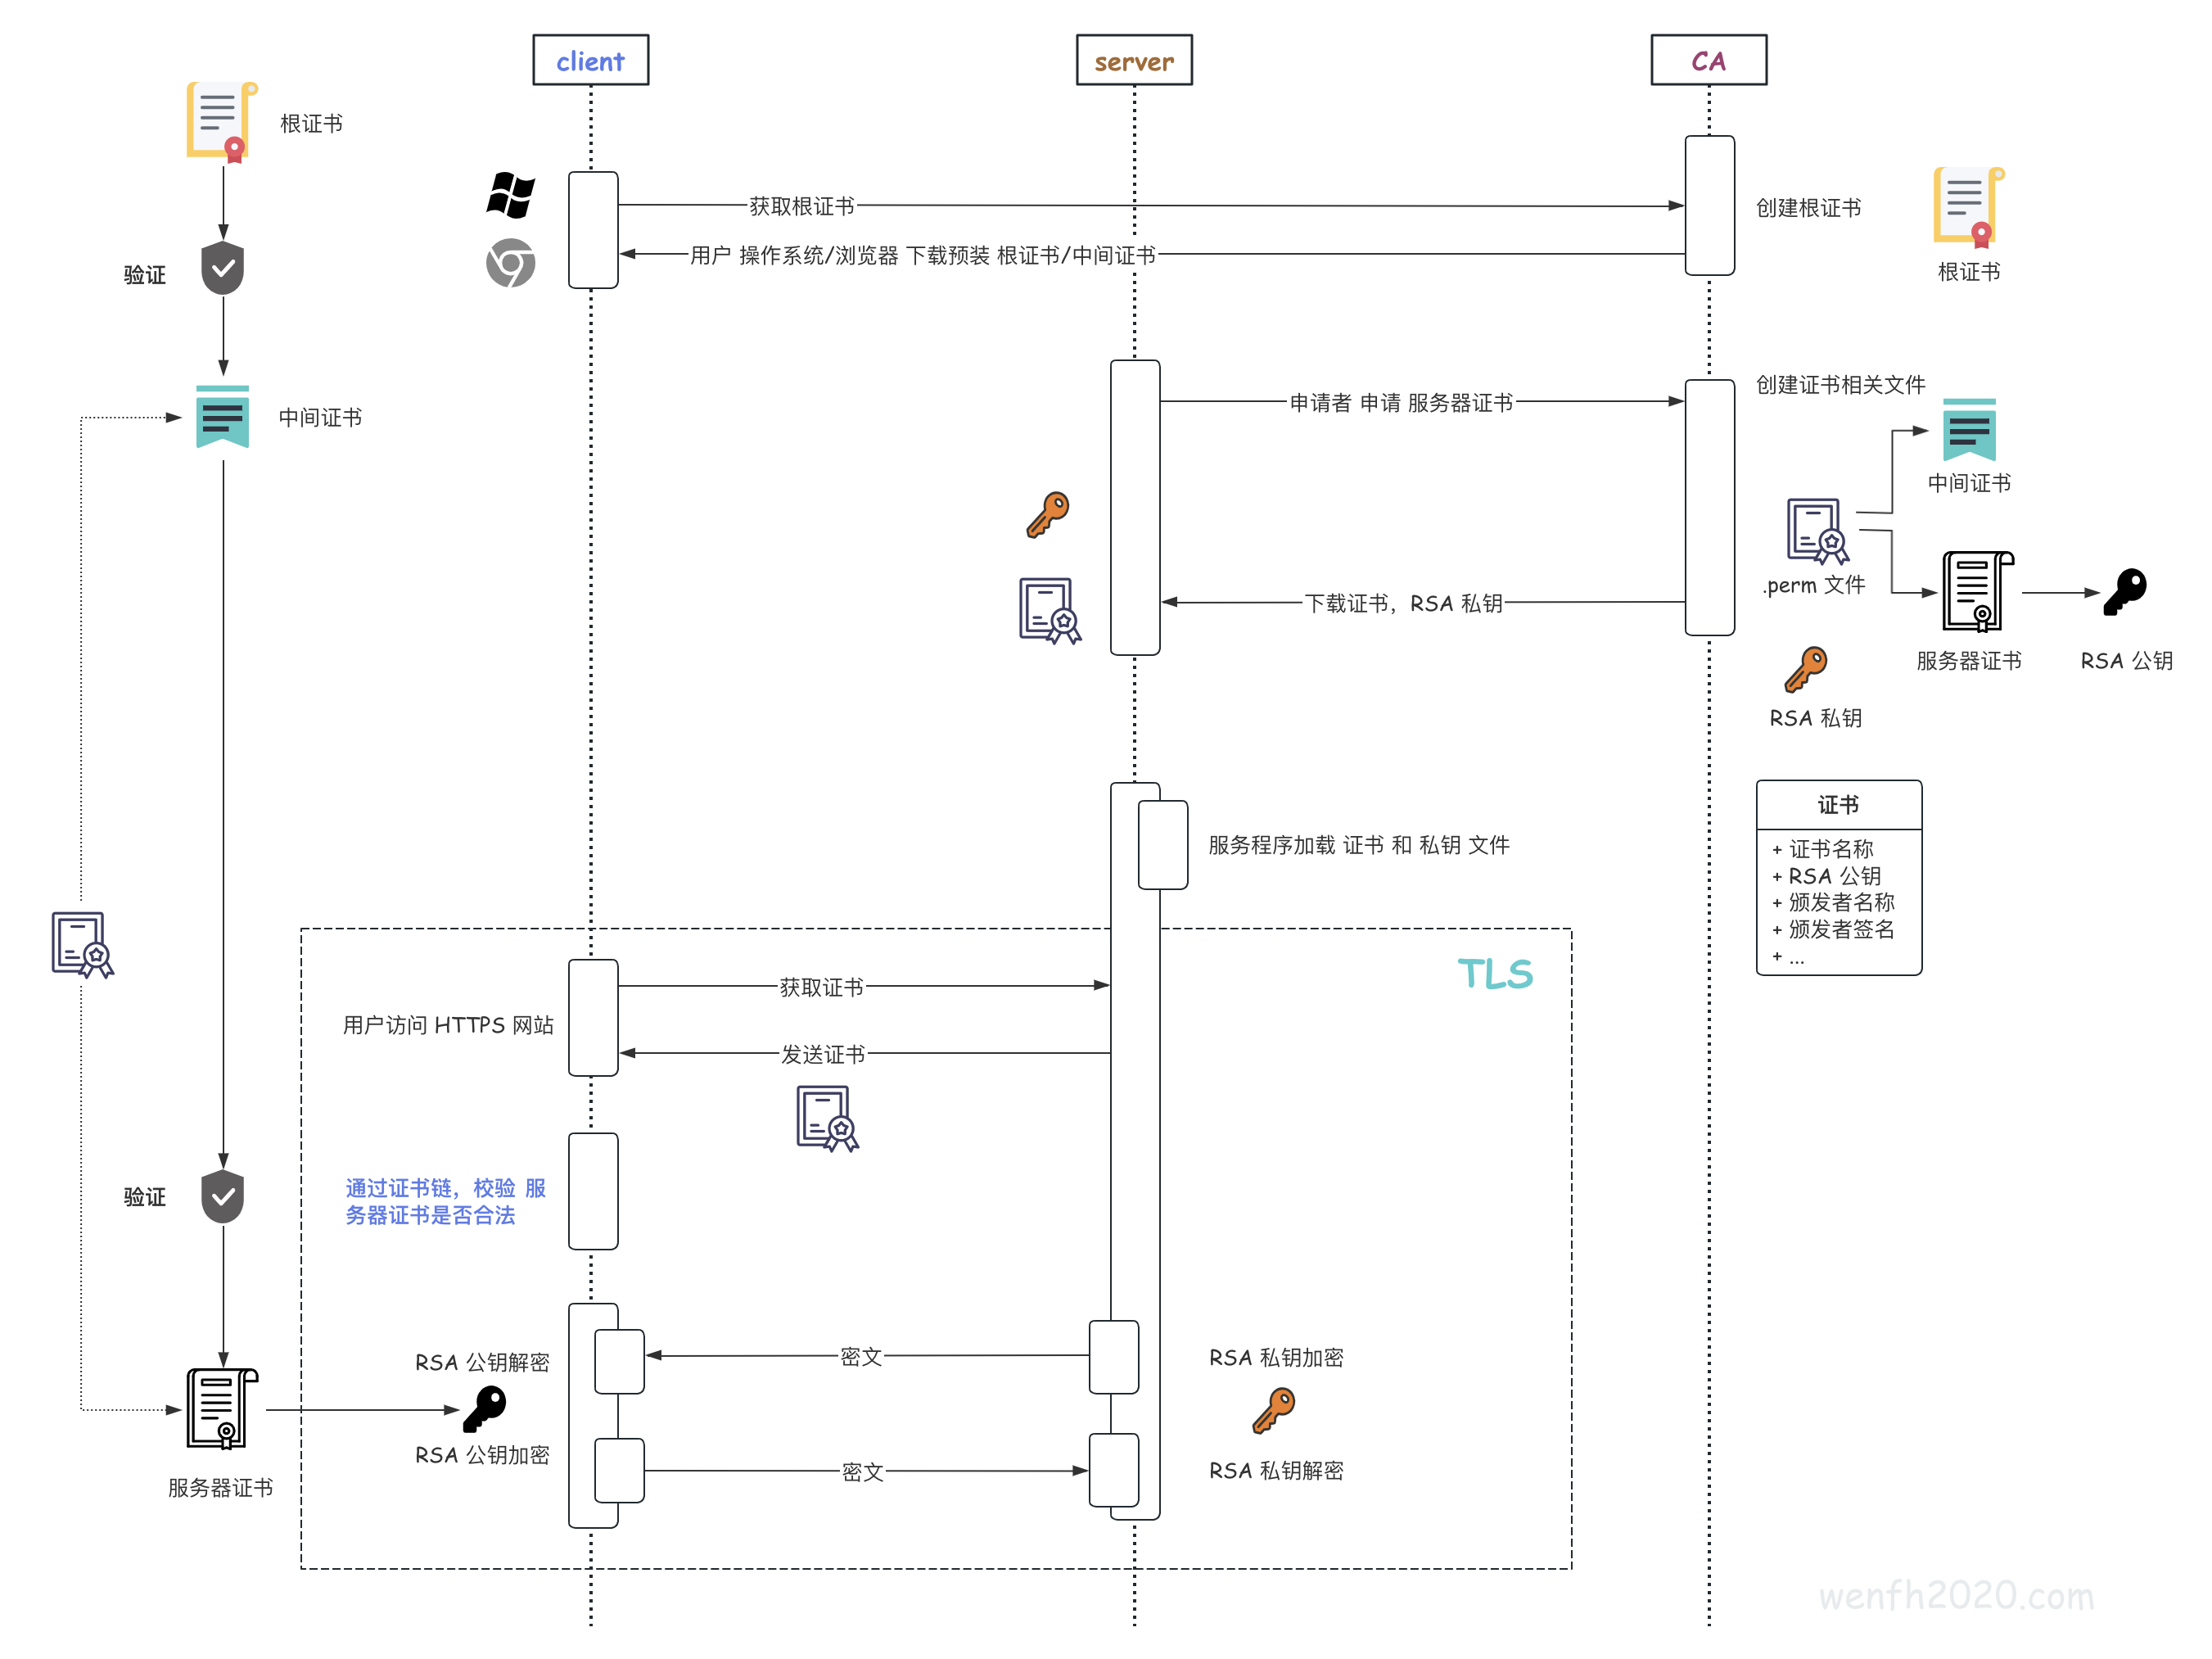 client
server
CA
根证书
获取根证书
创建根证书
用户 操作系统/浏览器 下载预装 根证书/中间证书
根证书
验证
创建证书相关文件
申请者 申请 服务器证书
中间证书
中间证书
.perm 文件
下载证书，RSA 私钥
服务器证书
RSA 公钥
RSA 私钥
证书
+ 证书名称
+ RSA 公钥
+ 颁发者名称
+ 颁发者签名
+ ...
服务程序加载 证书 和 私钥 文件
TLS
获取证书
用户访问 HTTPS 网站
发送证书
验证
通过证书链，校验 服
务器证书是否合法
RSA 公钥解密
密文
RSA 私钥加密
RSA 公钥加密
密文
RSA 私钥解密
服务器证书
wenfh2020.com